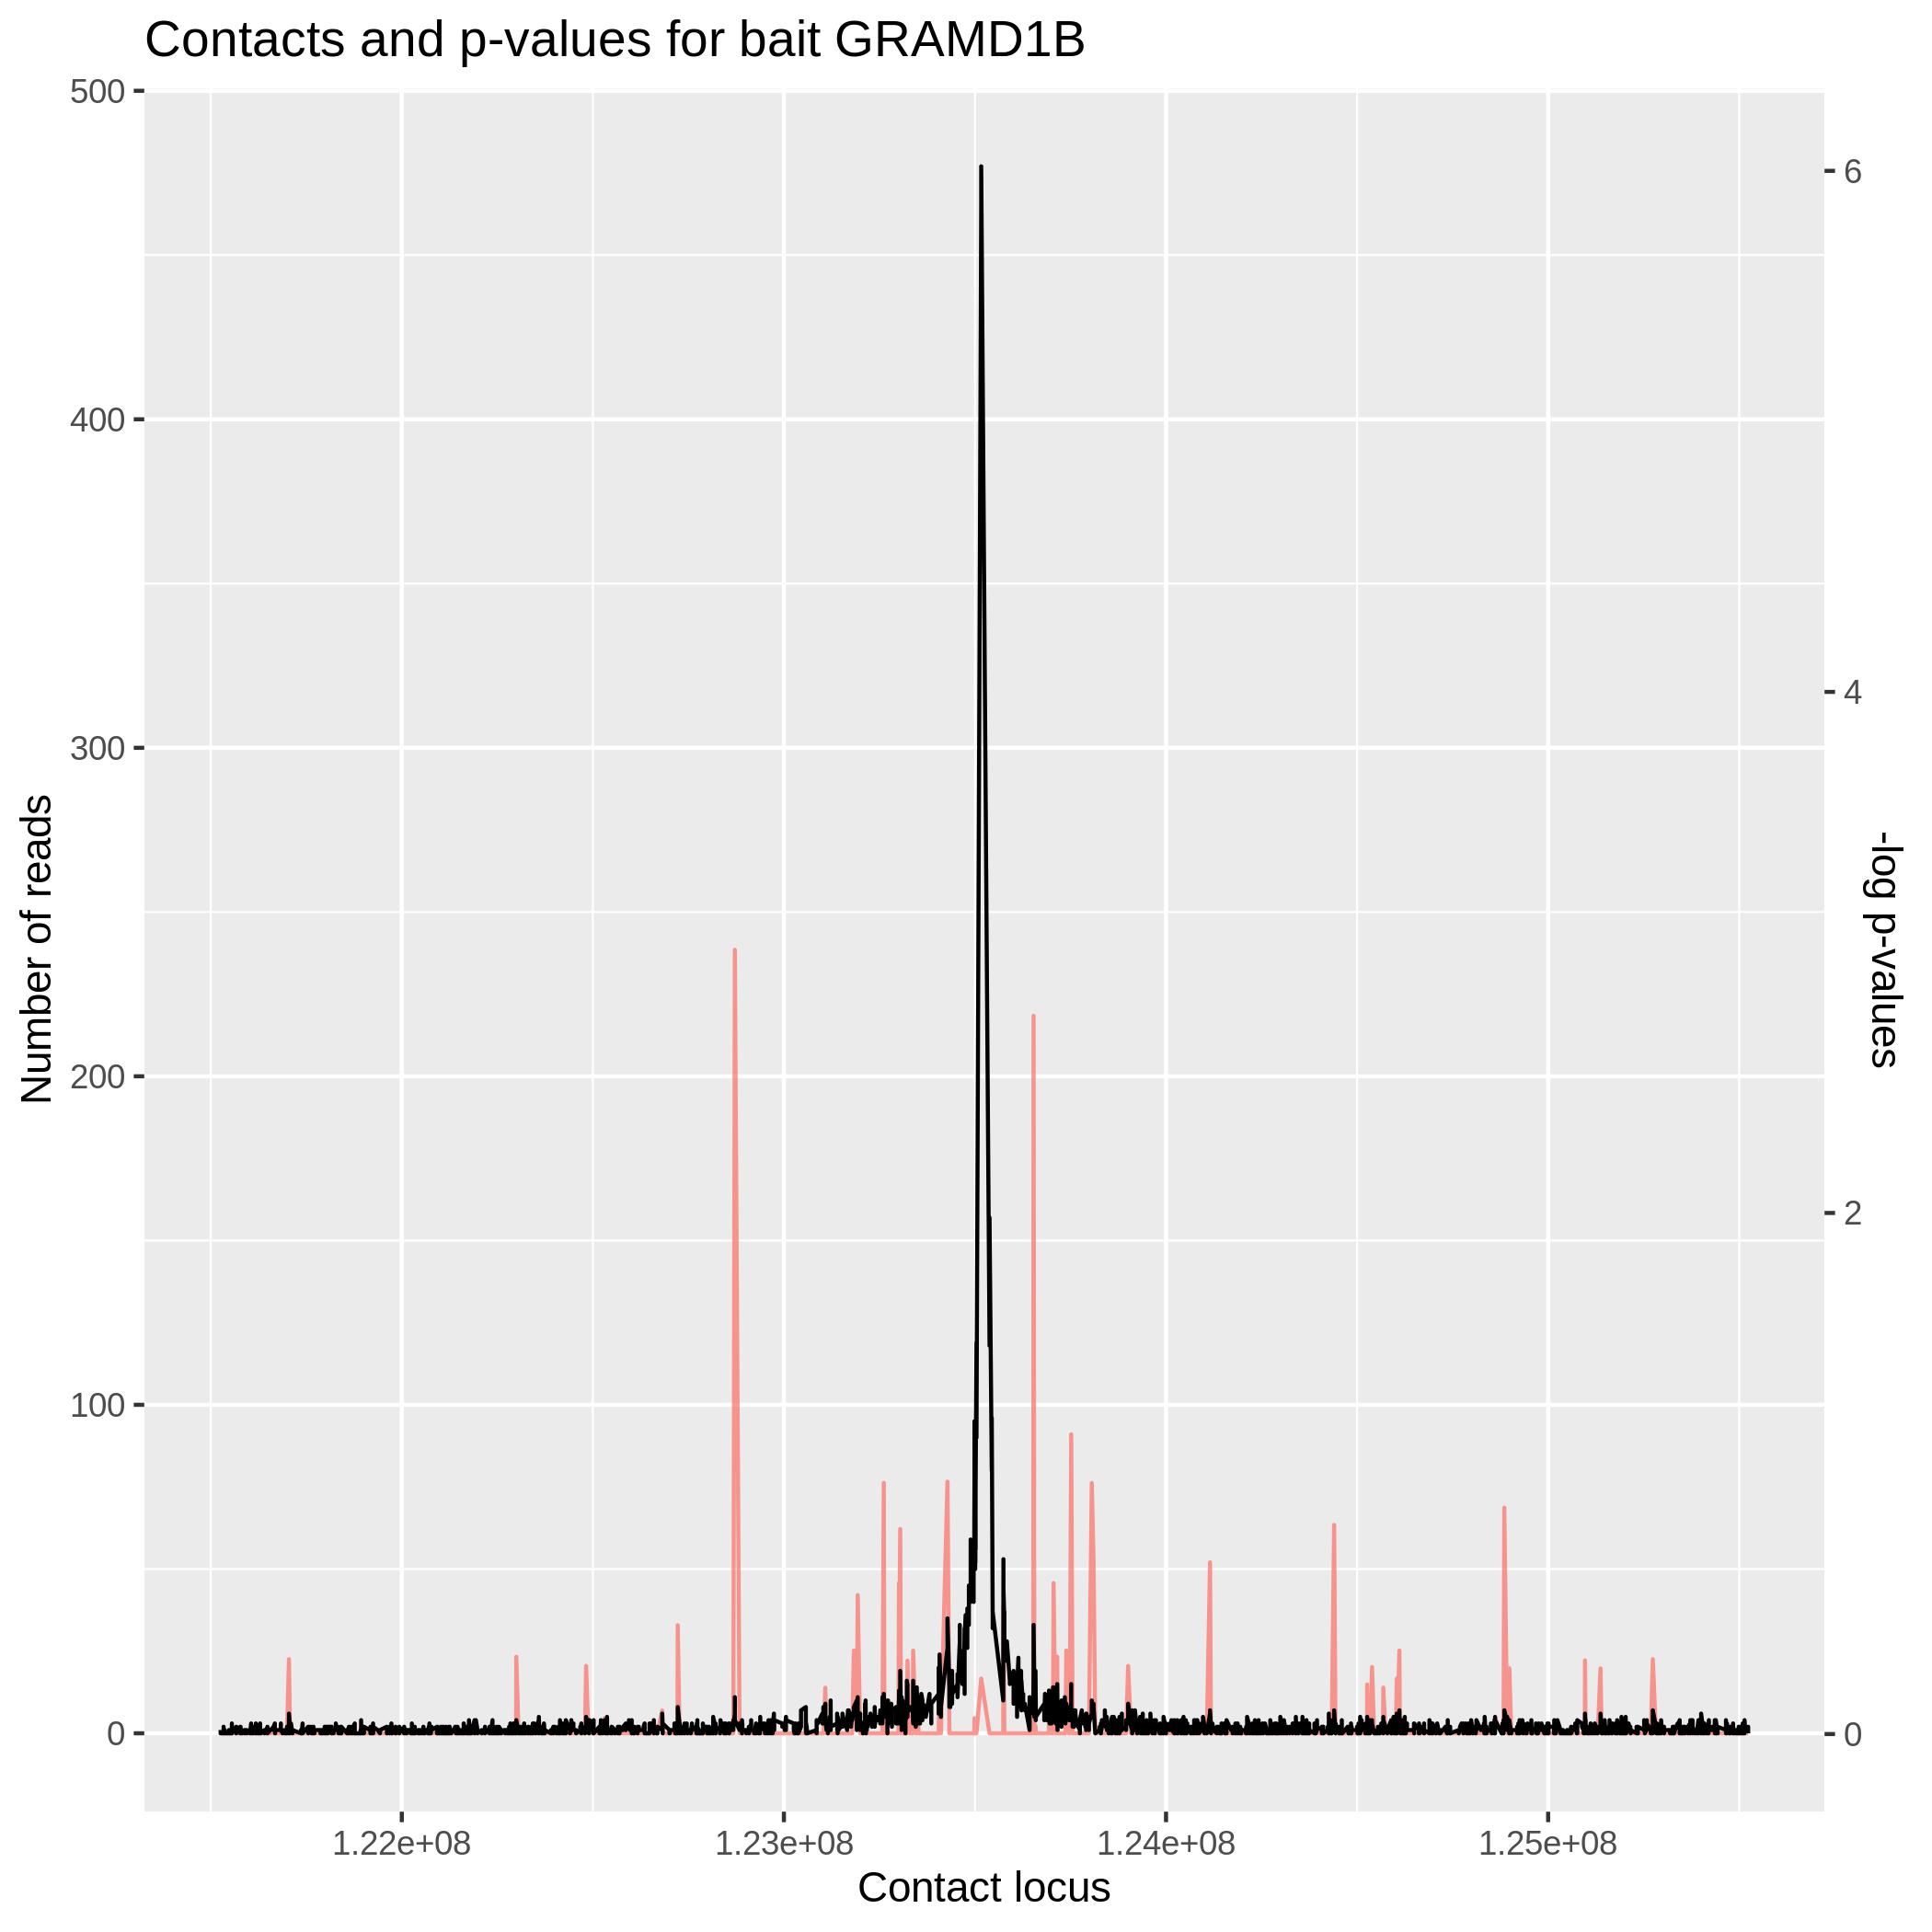 Contacts and p-values for bait GRAMD1B
500
400
300
200
100
0
Number of reads
6
4
2
0
-log p-values
1.22e+08
1.23e+08
1.24e+08
1.25e+08
Contact locus